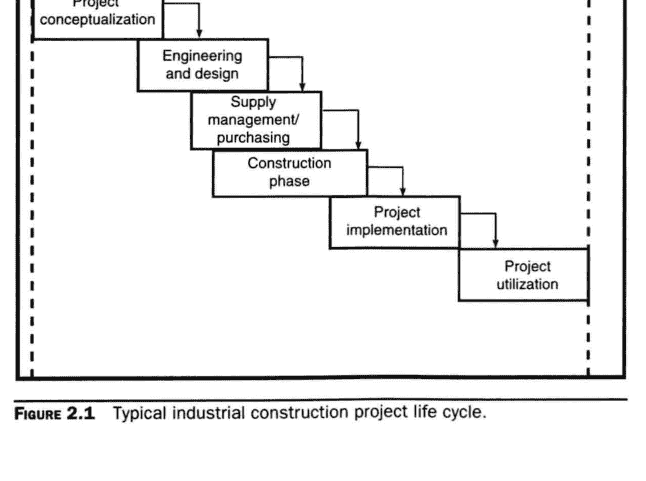 Project
conceptualization
Engineering
and design
Supply
management/
purchasing
Construction
phase
Project
implementation
Project
utilization
FIGURE 2.1 Typical industrial construction project life cycle.